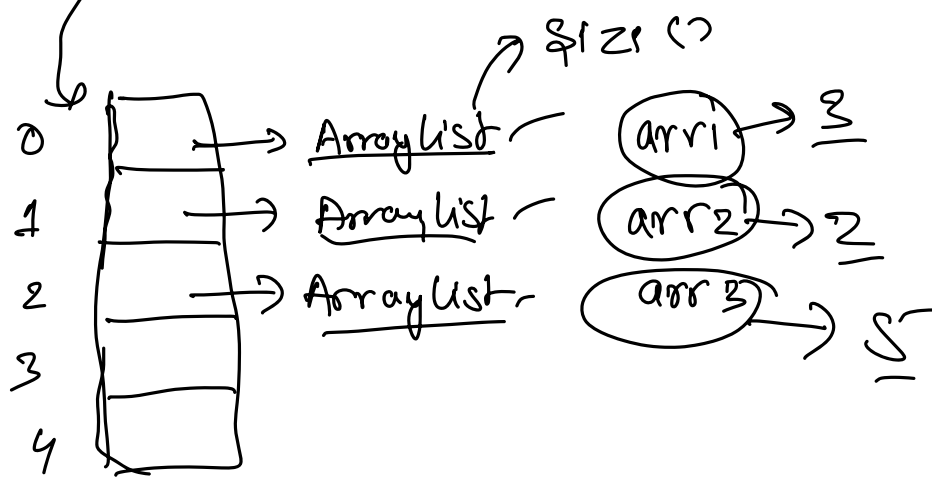 size()
0 ArrayList arr1 3
1 ArrayList arr2 2
2 ArrayList arr3 5
3
4